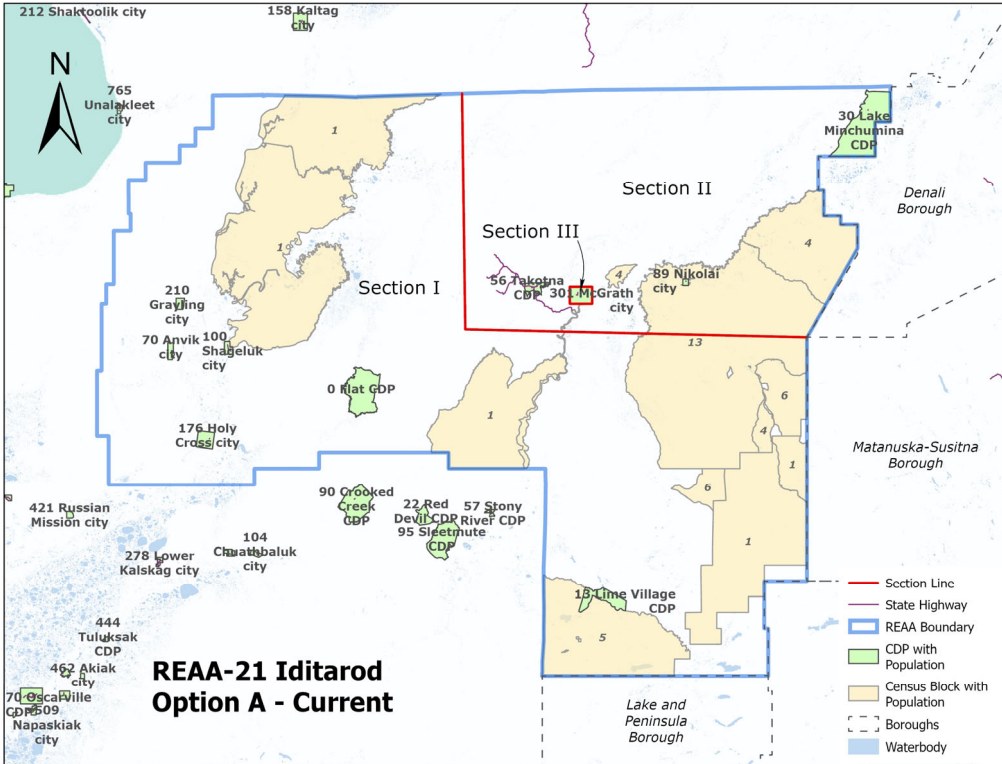 212 Shaktoolik city
158 Kaltag
city
N
765
Unalakleet
city
1
30 Lake
Minchumina
CDP
Denali
Borough
Section II
Section III
1
4
4
89 Nikolai
city
56 Takotna
CDP
301 McGrath
city
Section I
210
Grayling
city
70 Anvik
city
100
Shageluk
city
13
0 Flat CDP
1
6
4
176 Holy
Cross city
1
6
Matanuska-Susitna
Borough
421 Russian
Mission city
90 Crooked
Creek
CDP
22 Red
Devil CDP
57 Stony
River CDP
95 Sleetmute
CDP
104
Chuathbaluk
city
278 Lower
Kalskag city
1
13 Lime Village
CDP
5
444
Tuluksak
CDP
462 Akiak
city
70 Oscarville
CDP
509
Napaskiak
city
REAA-21 Iditarod
Option A - Current
Lake and
Peninsula
Borough
Section Line
State Highway
REAA Boundary
CDP with
Population
Census Block with
Population
Boroughs
Waterbody